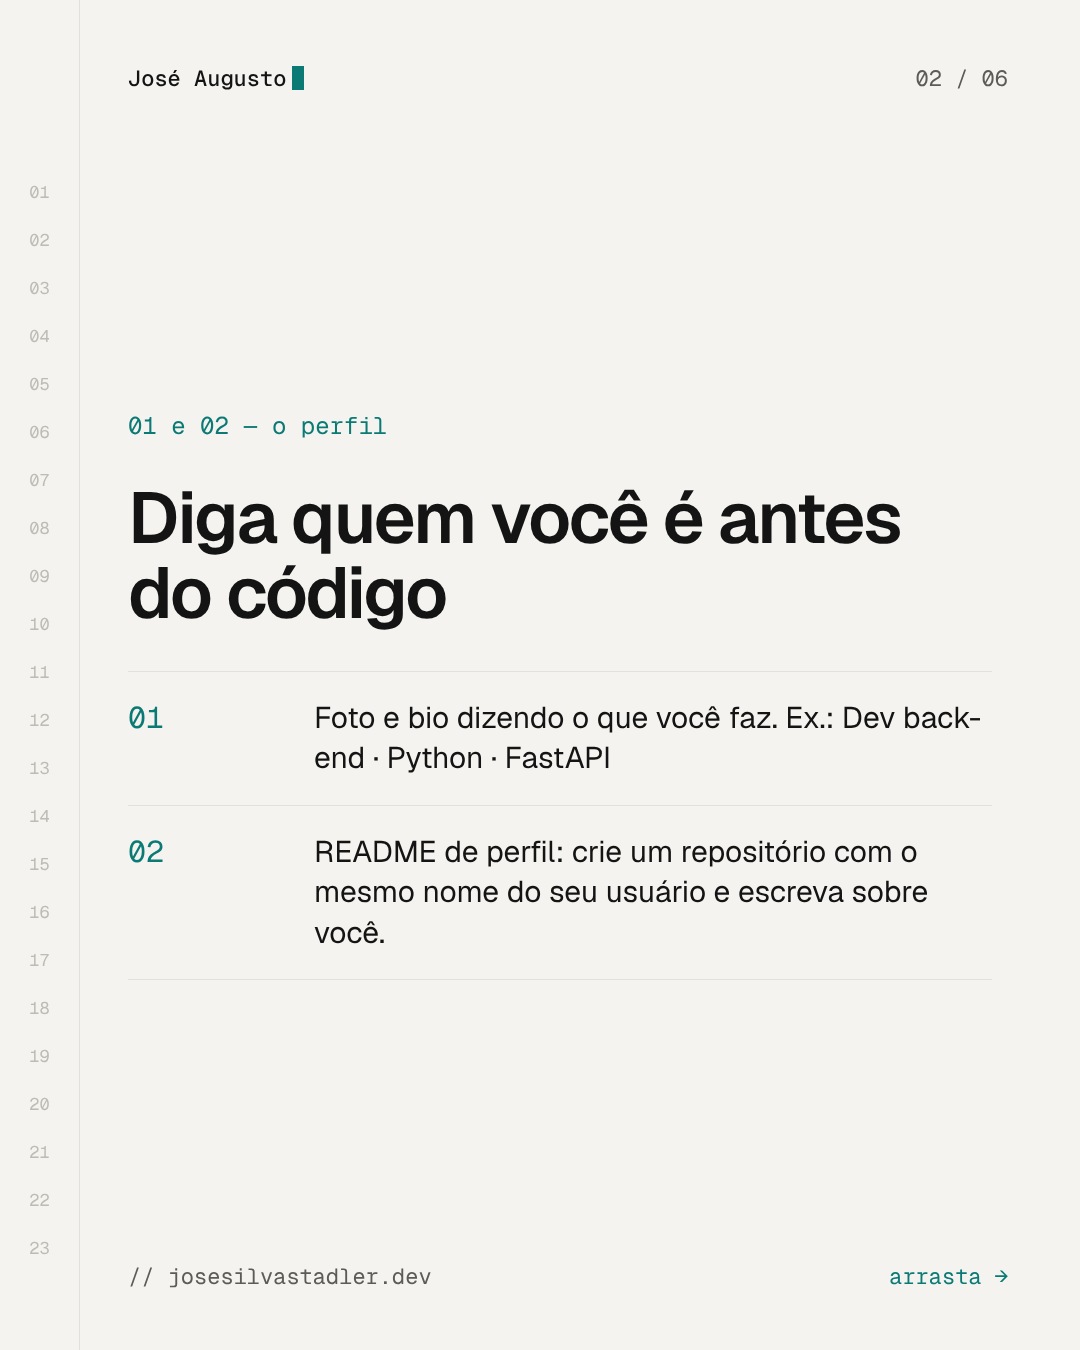 José Augusto
02 / 06
01
02
03
04
05
06
07
08
09
10
11
12
13
14
15
16
17
18
19
20
21
22
23
01 e 02 — o perfil
Diga quem você é antes
do código
01
Foto e bio dizendo o que você faz. Ex.: Dev back-
end · Python · FastAPI
02
README de perfil: crie um repositório com o
mesmo nome do seu usuário e escreva sobre
você.
// josesilvastadler.dev
arrasta →